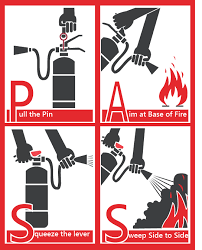 Pull the Pin
Aim at Base of Fire
Squeeze the lever
Sweep Side to Side